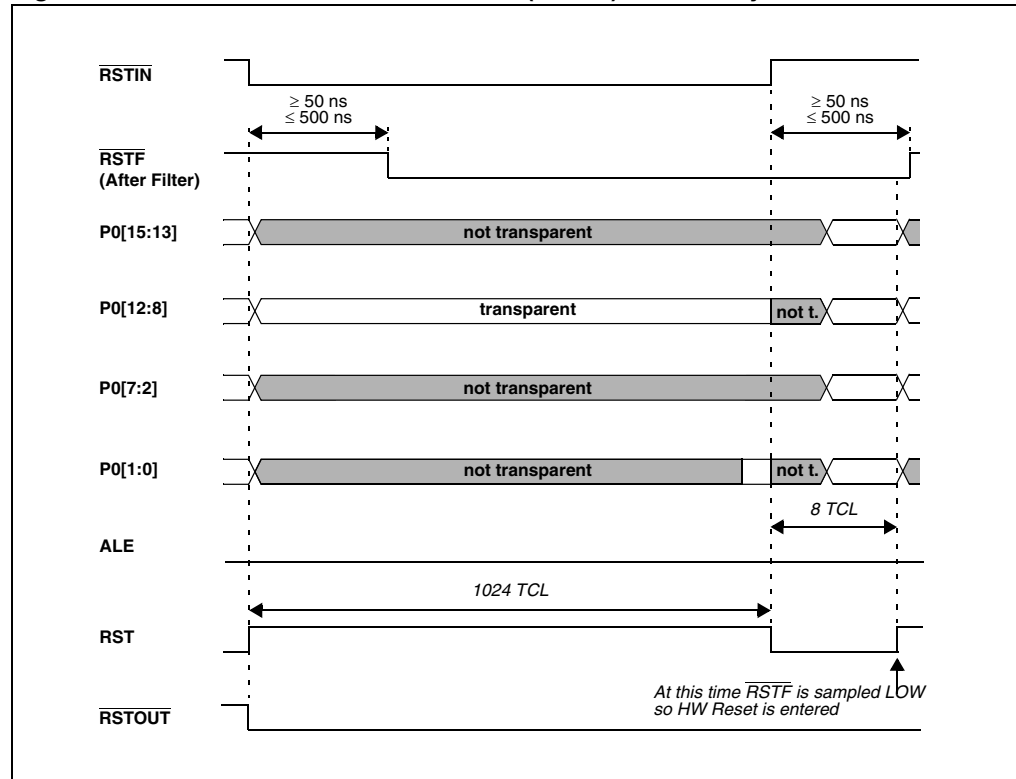 RSTIN
≥ 50 ns
≤ 500 ns
≥ 50 ns
≤ 500 ns
RSTF
(After Filter)
P0[15:13]
not transparent
P0[12:8]
transparent
not t.
P0[7:2]
not transparent
P0[1:0]
not transparent
not t.
8 TCL
ALE
1024 TCL
RST
At this time RSTF is sampled LOW
so HW Reset is entered
RSTOUT